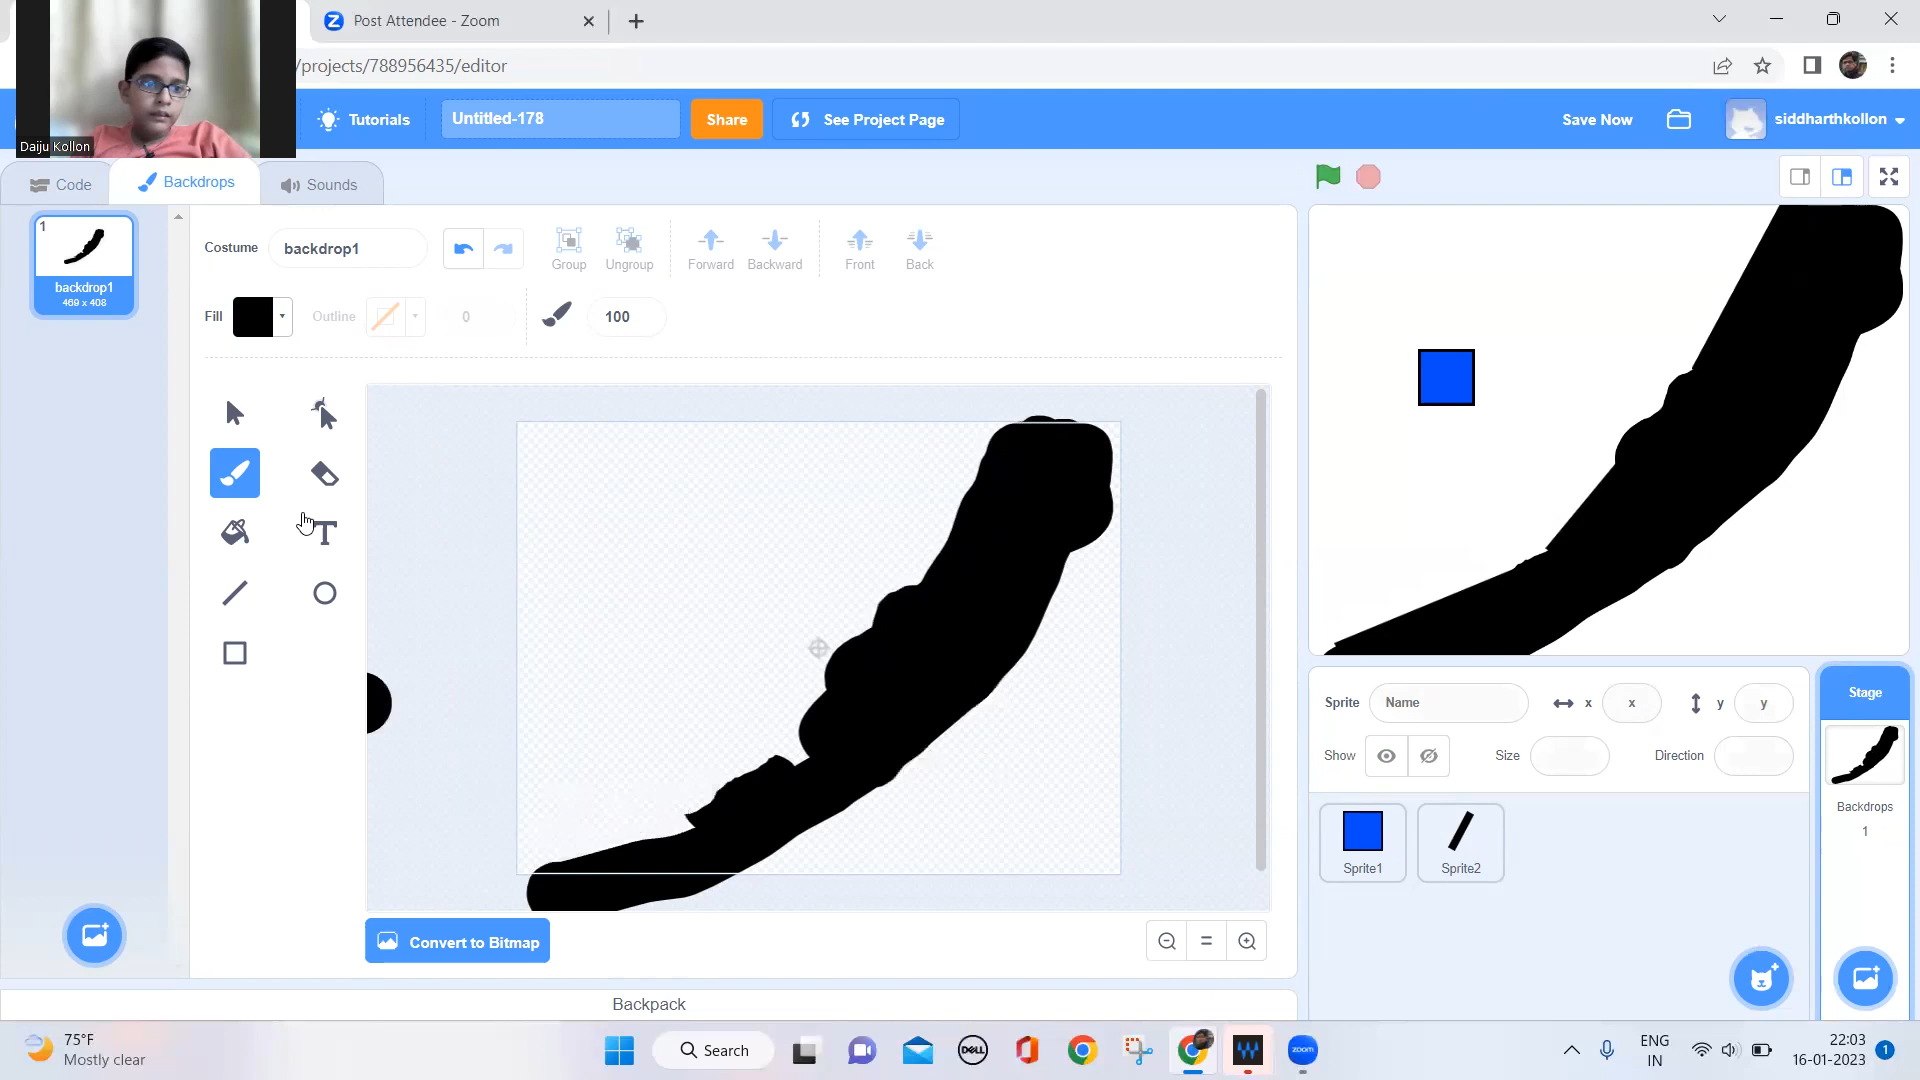 Post Attendee - Zoom
/projects/788956435/editor
Daiju Kollon
Tutorials
Untitled-178
Share
See Project Page
Save Now
siddharthkollon
Code
Backdrops
Sounds
1
backdrop1
469 x 408
Costume
backdrop1
Group
Ungroup
Forward
Backward
Front
Back
Fill
Outline
0
100
T
Convert to Bitmap
Backpack
Sprite
Name
x
x
y
y
Show
Size
Direction
Sprite1
Sprite2
Stage
Backdrops
1
75°F
Mostly clear
Search
DELL
zoom
ENG
IN
22:03
16-01-2023
1